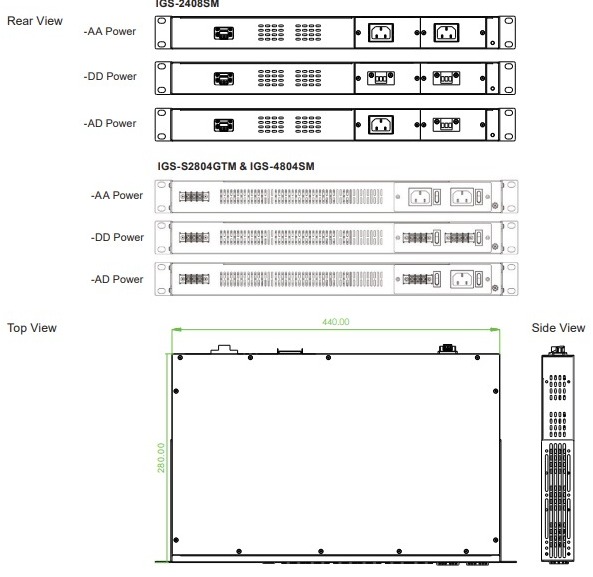 IGS-2408SM
Rear View
-AA Power
-DD Power
-AD Power
IGS-S2804GTM & IGS-4804SM
-AA Power
-DD Power
-AD Power
Top View
440.00
Side View
280.00